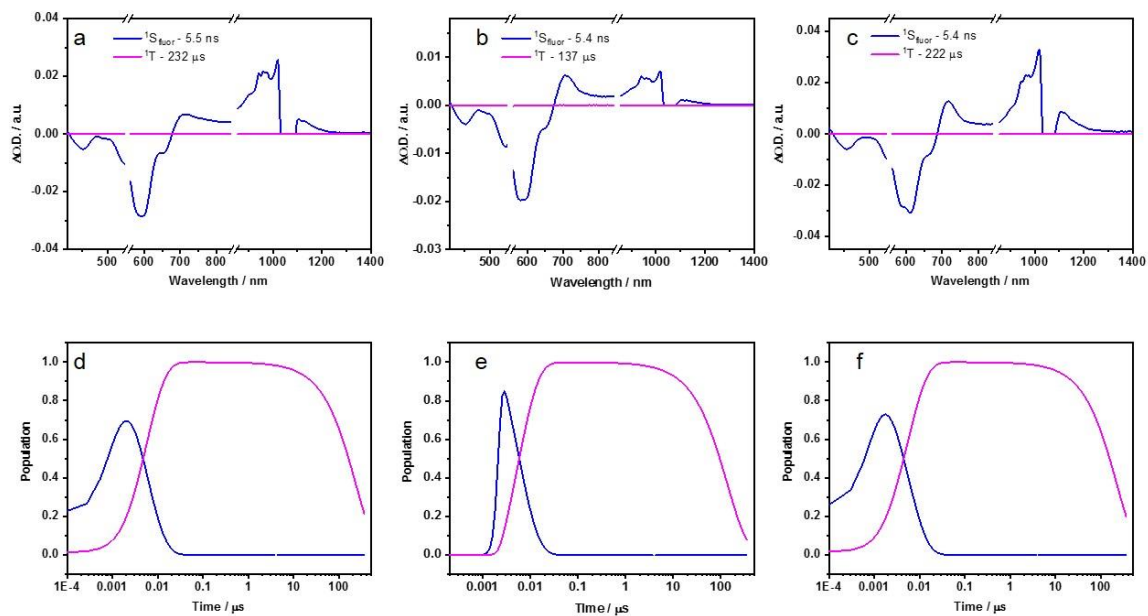 a
¹S_fluor - 5.5 ns
¹T - 232 µs
ΔO.D. / a.u.
0.04
0.02
0.00
-0.02
-0.04
500 600 700 800 1000 1200 1400
Wavelength / nm
b
¹S_fluor - 5.4 ns
¹T - 137 µs
ΔO.D. / a.u.
0.01
0.00
-0.01
-0.02
-0.03
500 600 700 800 1000 1200 1400
Wavelength / nm
c
¹S_fluor - 5.4 ns
¹T - 222 µs
ΔO.D. / a.u.
0.04
0.02
0.00
-0.02
-0.04
500 600 700 800 1000 1200 1400
Wavelength / nm
d
Population
1.0
0.8
0.6
0.4
0.2
0.0
1E-4 0.001 0.01 0.1 1 10 100
Time / µs
e
Population
1.0
0.8
0.6
0.4
0.2
0.0
0.001 0.01 0.1 1 10 100
Time / µs
f
Population
1.0
0.8
0.6
0.4
0.2
0.0
1E-4 0.001 0.01 0.1 1 10 100
Time / µs